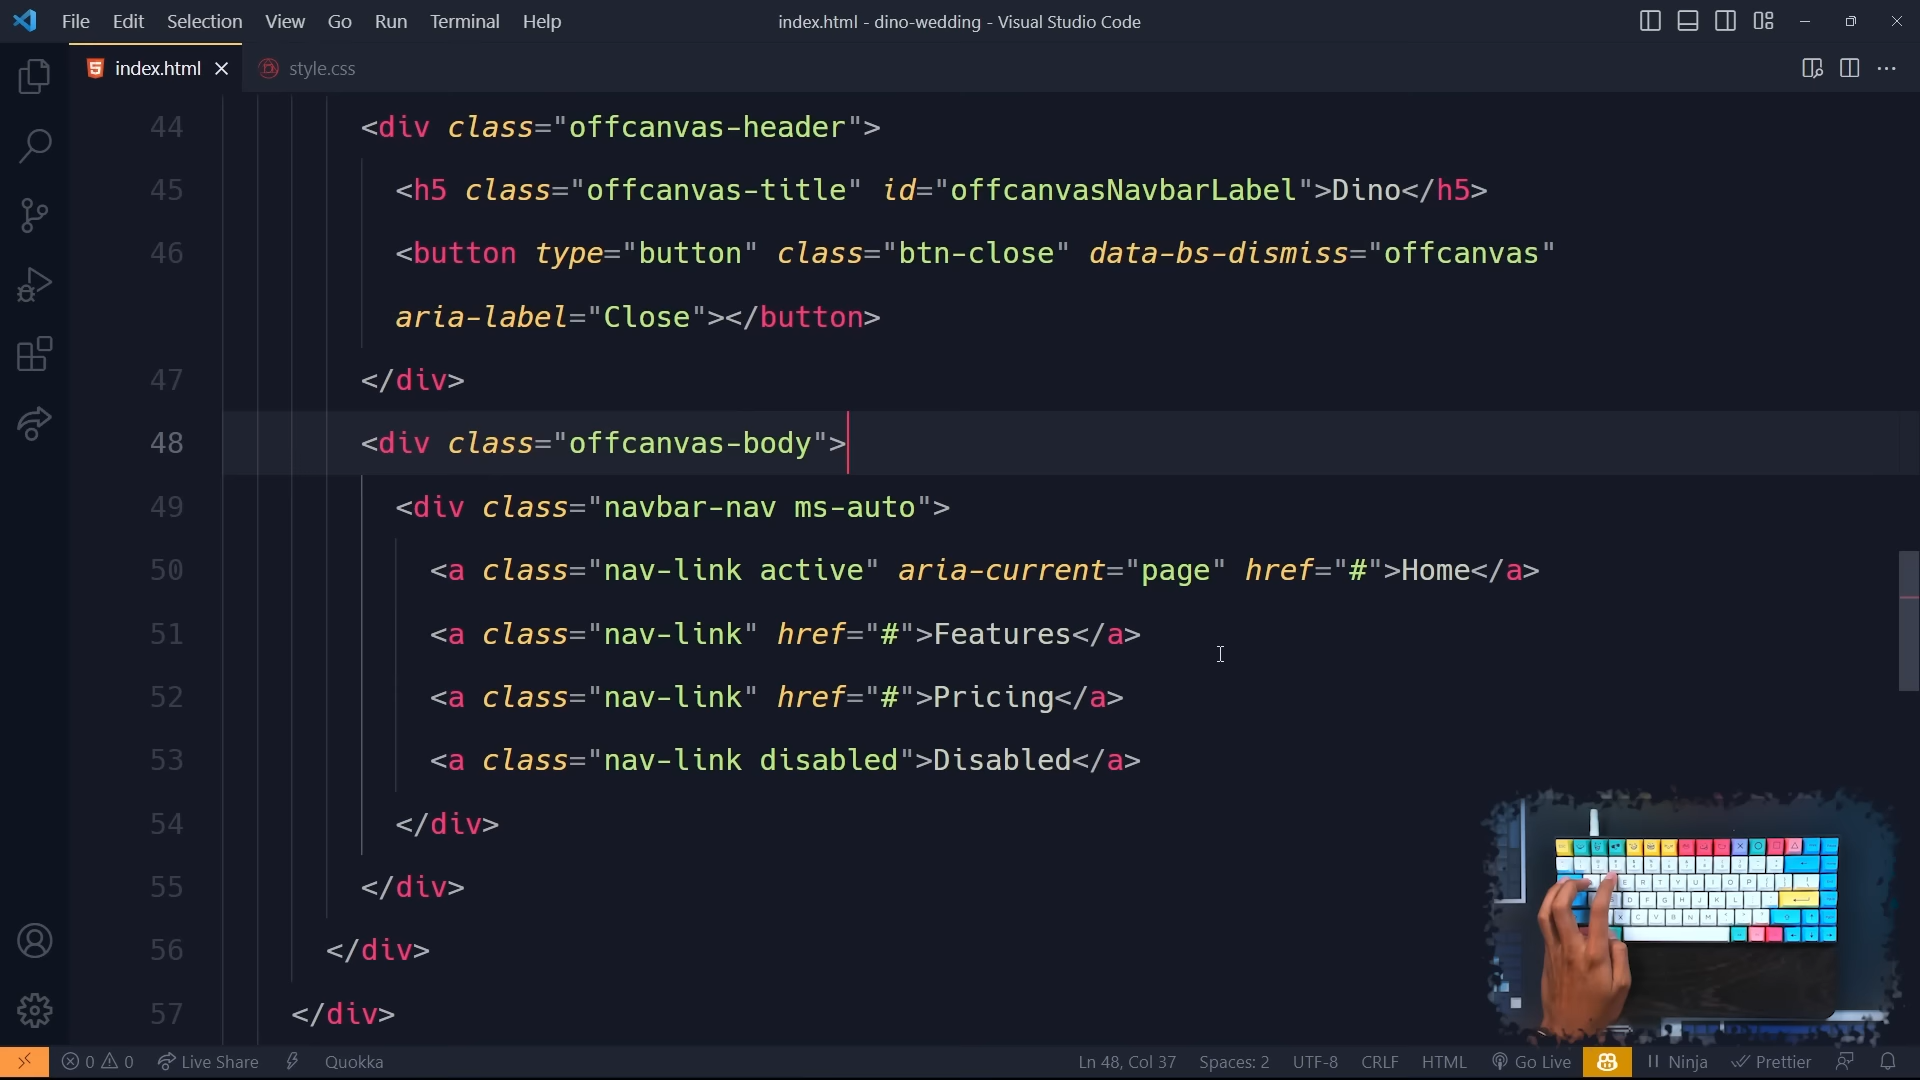 File Edit Selection View Go Run Terminal Help
index.html - dino-wedding - Visual Studio Code
index.html
style.css
44 <div class="offcanvas-header">
45 <h5 class="offcanvas-title" id="offcanvasNavbarLabel">Dino</h5>
46 <button type="button" class="btn-close" data-bs-dismiss="offcanvas"
aria-label="Close"></button>
47 </div>
48 <div class="offcanvas-body">
49 <div class="navbar-nav ms-auto">
50 <a class="nav-link active" aria-current="page" href="#">Home</a>
51 <a class="nav-link" href="#">Features</a>
52 <a class="nav-link" href="#">Pricing</a>
53 <a class="nav-link disabled">Disabled</a>
54 </div>
55 </div>
56 </div>
57 </div>
0 0 Live Share Quokka Ln 48, Col 37 Spaces: 2 UTF-8 CRLF HTML Go Live Ninja Prettier